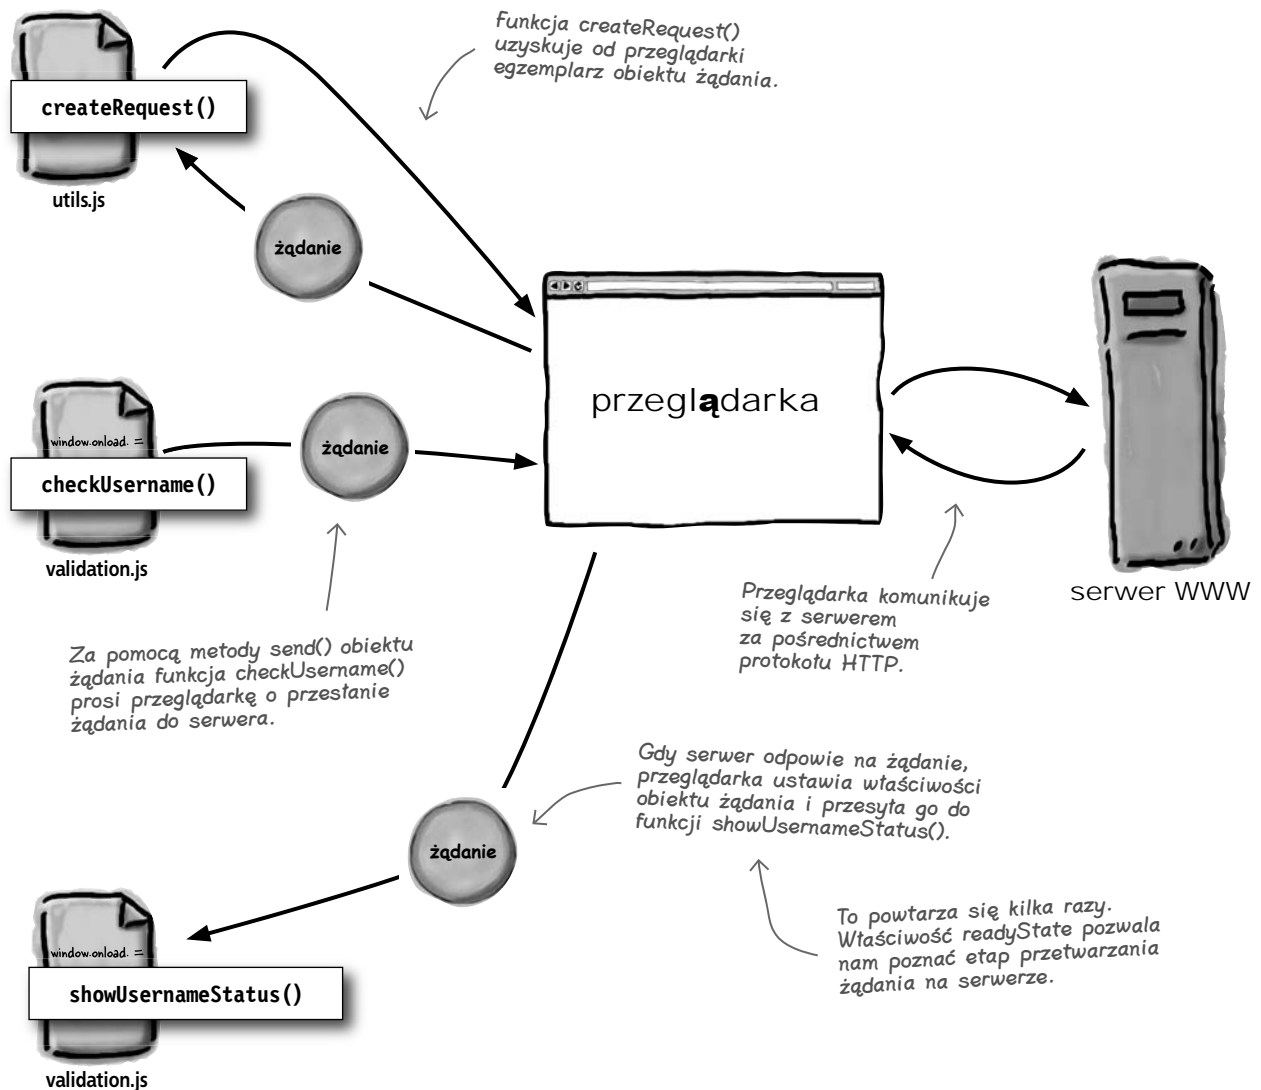 Funkcja createRequest()
uzyskuje od przeglądarki
egzemplarz obiektu żądania.
createRequest()
utils.js
żądanie
przeglądarka
window.onload. =
checkUsername()
validation.js
żądanie
serwer WWW
Przeglądarka komunikuje
się z serwerem
za pośrednictwem
protokołu HTTP.
Za pomocą metody send() obiektu
żądania funkcja checkUsername()
prosi przeglądarkę o przesłanie
żądania do serwera.
Gdy serwer odpowie na żądanie,
przeglądarka ustawia właściwości
obiektu żądania i przesyła go do
funkcji showUsernameStatus().
żądanie
To powtarza się kilka razy.
Właściwość readyState pozwala
nam poznać etap przetwarzania
żądania na serwerze.
window.onload. =
showUsernameStatus()
validation.js